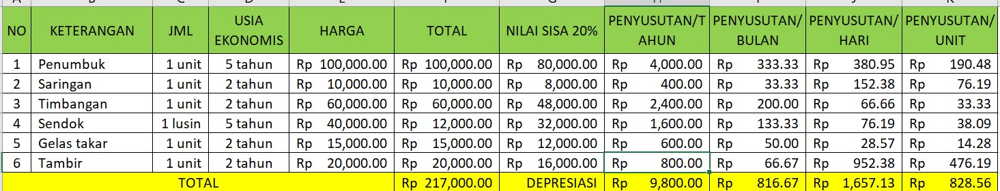 NO KETERANGAN JML USIA EKONOMIS HARGA TOTAL NILAI SISA 20% PENYUSUTAN/TAHUN PENYUSUTAN/BULAN PENYUSUTAN/HARI PENYUSUTAN/UNIT
1 Penumbuk 1 unit 5 tahun Rp 100,000.00 Rp 100,000.00 Rp 80,000.00 Rp 4,000.00 Rp 333.33 Rp 380.95 Rp 190.48
2 Saringan 1 unit 2 tahun Rp 10,000.00 Rp 10,000.00 Rp 8,000.00 Rp 400.00 Rp 33.33 Rp 152.38 Rp 76.19
3 Timbangan 1 unit 2 tahun Rp 60,000.00 Rp 60,000.00 Rp 48,000.00 Rp 2,400.00 Rp 200.00 Rp 66.66 Rp 33.33
4 Sendok 1 lusin 5 tahun Rp 40,000.00 Rp 12,000.00 Rp 32,000.00 Rp 1,600.00 Rp 133.33 Rp 76.19 Rp 38.09
5 Gelas takar 1 unit 2 tahun Rp 15,000.00 Rp 15,000.00 Rp 12,000.00 Rp 600.00 Rp 50.00 Rp 28.57 Rp 14.28
6 Tambir 1 unit 2 tahun Rp 20,000.00 Rp 20,000.00 Rp 16,000.00 Rp 800.00 Rp 66.67 Rp 952.38 Rp 476.19
TOTAL Rp 217,000.00 DEPRESIASI Rp 9,800.00 Rp 816.67 Rp 1,657.13 Rp 828.56